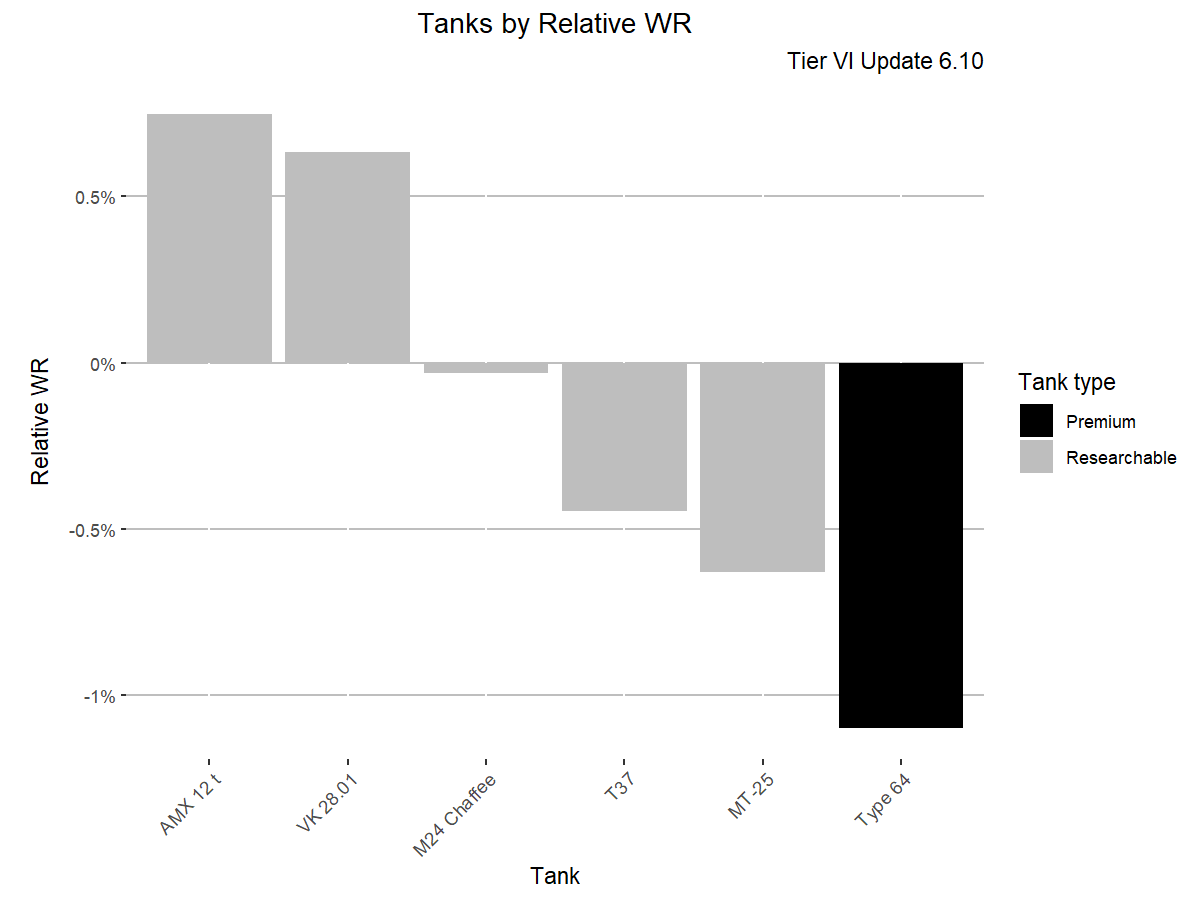 Tanks by Relative WR
Tier VI Update 6.10
Relative WR
0.5%
0%
-0.5%
-1%
AMX 12 t
VK 28.01
M24 Chaffee
T37
MT-25
Type 64
Tank
Tank type
Premium
Researchable